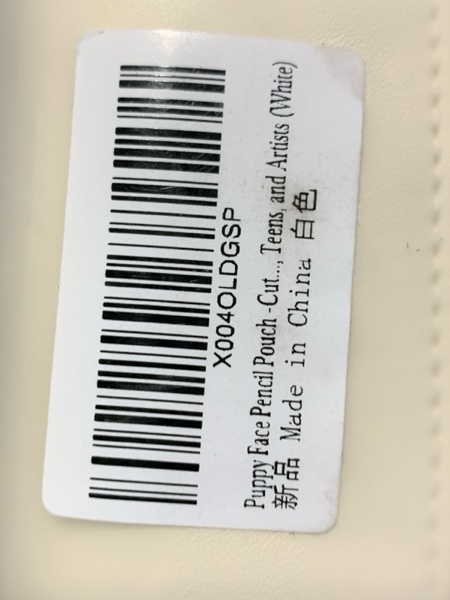 X004OLDGSP
Puppy Face Pencil Pouch -Cut..., Teens, and Artists (White)
新品 Made in China 白色